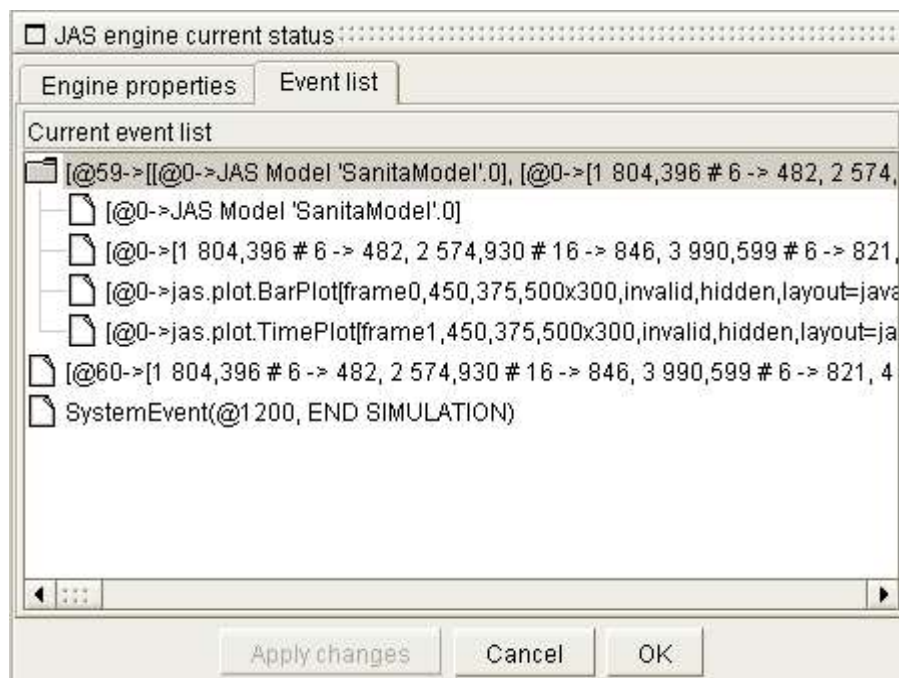 JAS engine current status
Engine properties Event list
Current event list
[@59->[[@0->JAS Model 'SanitaModel'.0], [@0->[1 804,396 # 6 -> 482, 2 574,
[@0->JAS Model 'SanitaModel'.0]
[@0->[1 804,396 # 6 -> 482, 2 574,930 # 16 -> 846, 3 990,599 # 6 -> 821,
[@0->jas.plot.BarPlot[frame0,450,375,500x300,invalid,hidden,layout=java
[@0->jas.plot.TimePlot[frame1,450,375,500x300,invalid,hidden,layout=ja
[@60->[1 804,396 # 6 -> 482, 2 574,930 # 16 -> 846, 3 990,599 # 6 -> 821, 4
SystemEvent(@1200, END SIMULATION)
Apply changes Cancel OK